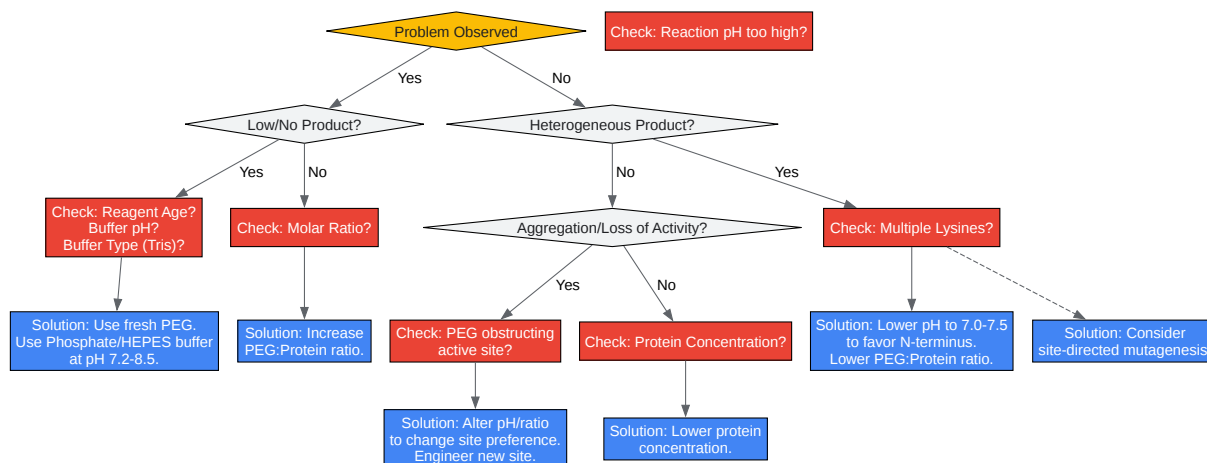 Problem Observed
Check: Reaction pH too high?
Yes
No
Low/No Product?
Heterogeneous Product?
Yes
No
No
Yes
Check: Reagent Age?
Buffer pH?
Buffer Type (Tris)?
Check: Molar Ratio?
Aggregation/Loss of Activity?
Check: Multiple Lysines?
Yes
No
Solution: Use fresh PEG.
Use Phosphate/HEPES buffer
at pH 7.2-8.5.
Solution: Increase
PEG:Protein ratio.
Check: PEG obstructing
active site?
Check: Protein Concentration?
Solution: Lower pH to 7.0-7.5
to favor N-terminus.
Lower PEG:Protein ratio.
Solution: Consider
site-directed mutagenesis
Solution: Alter pH/ratio
to change site preference.
Engineer new site.
Solution: Lower protein
concentration.